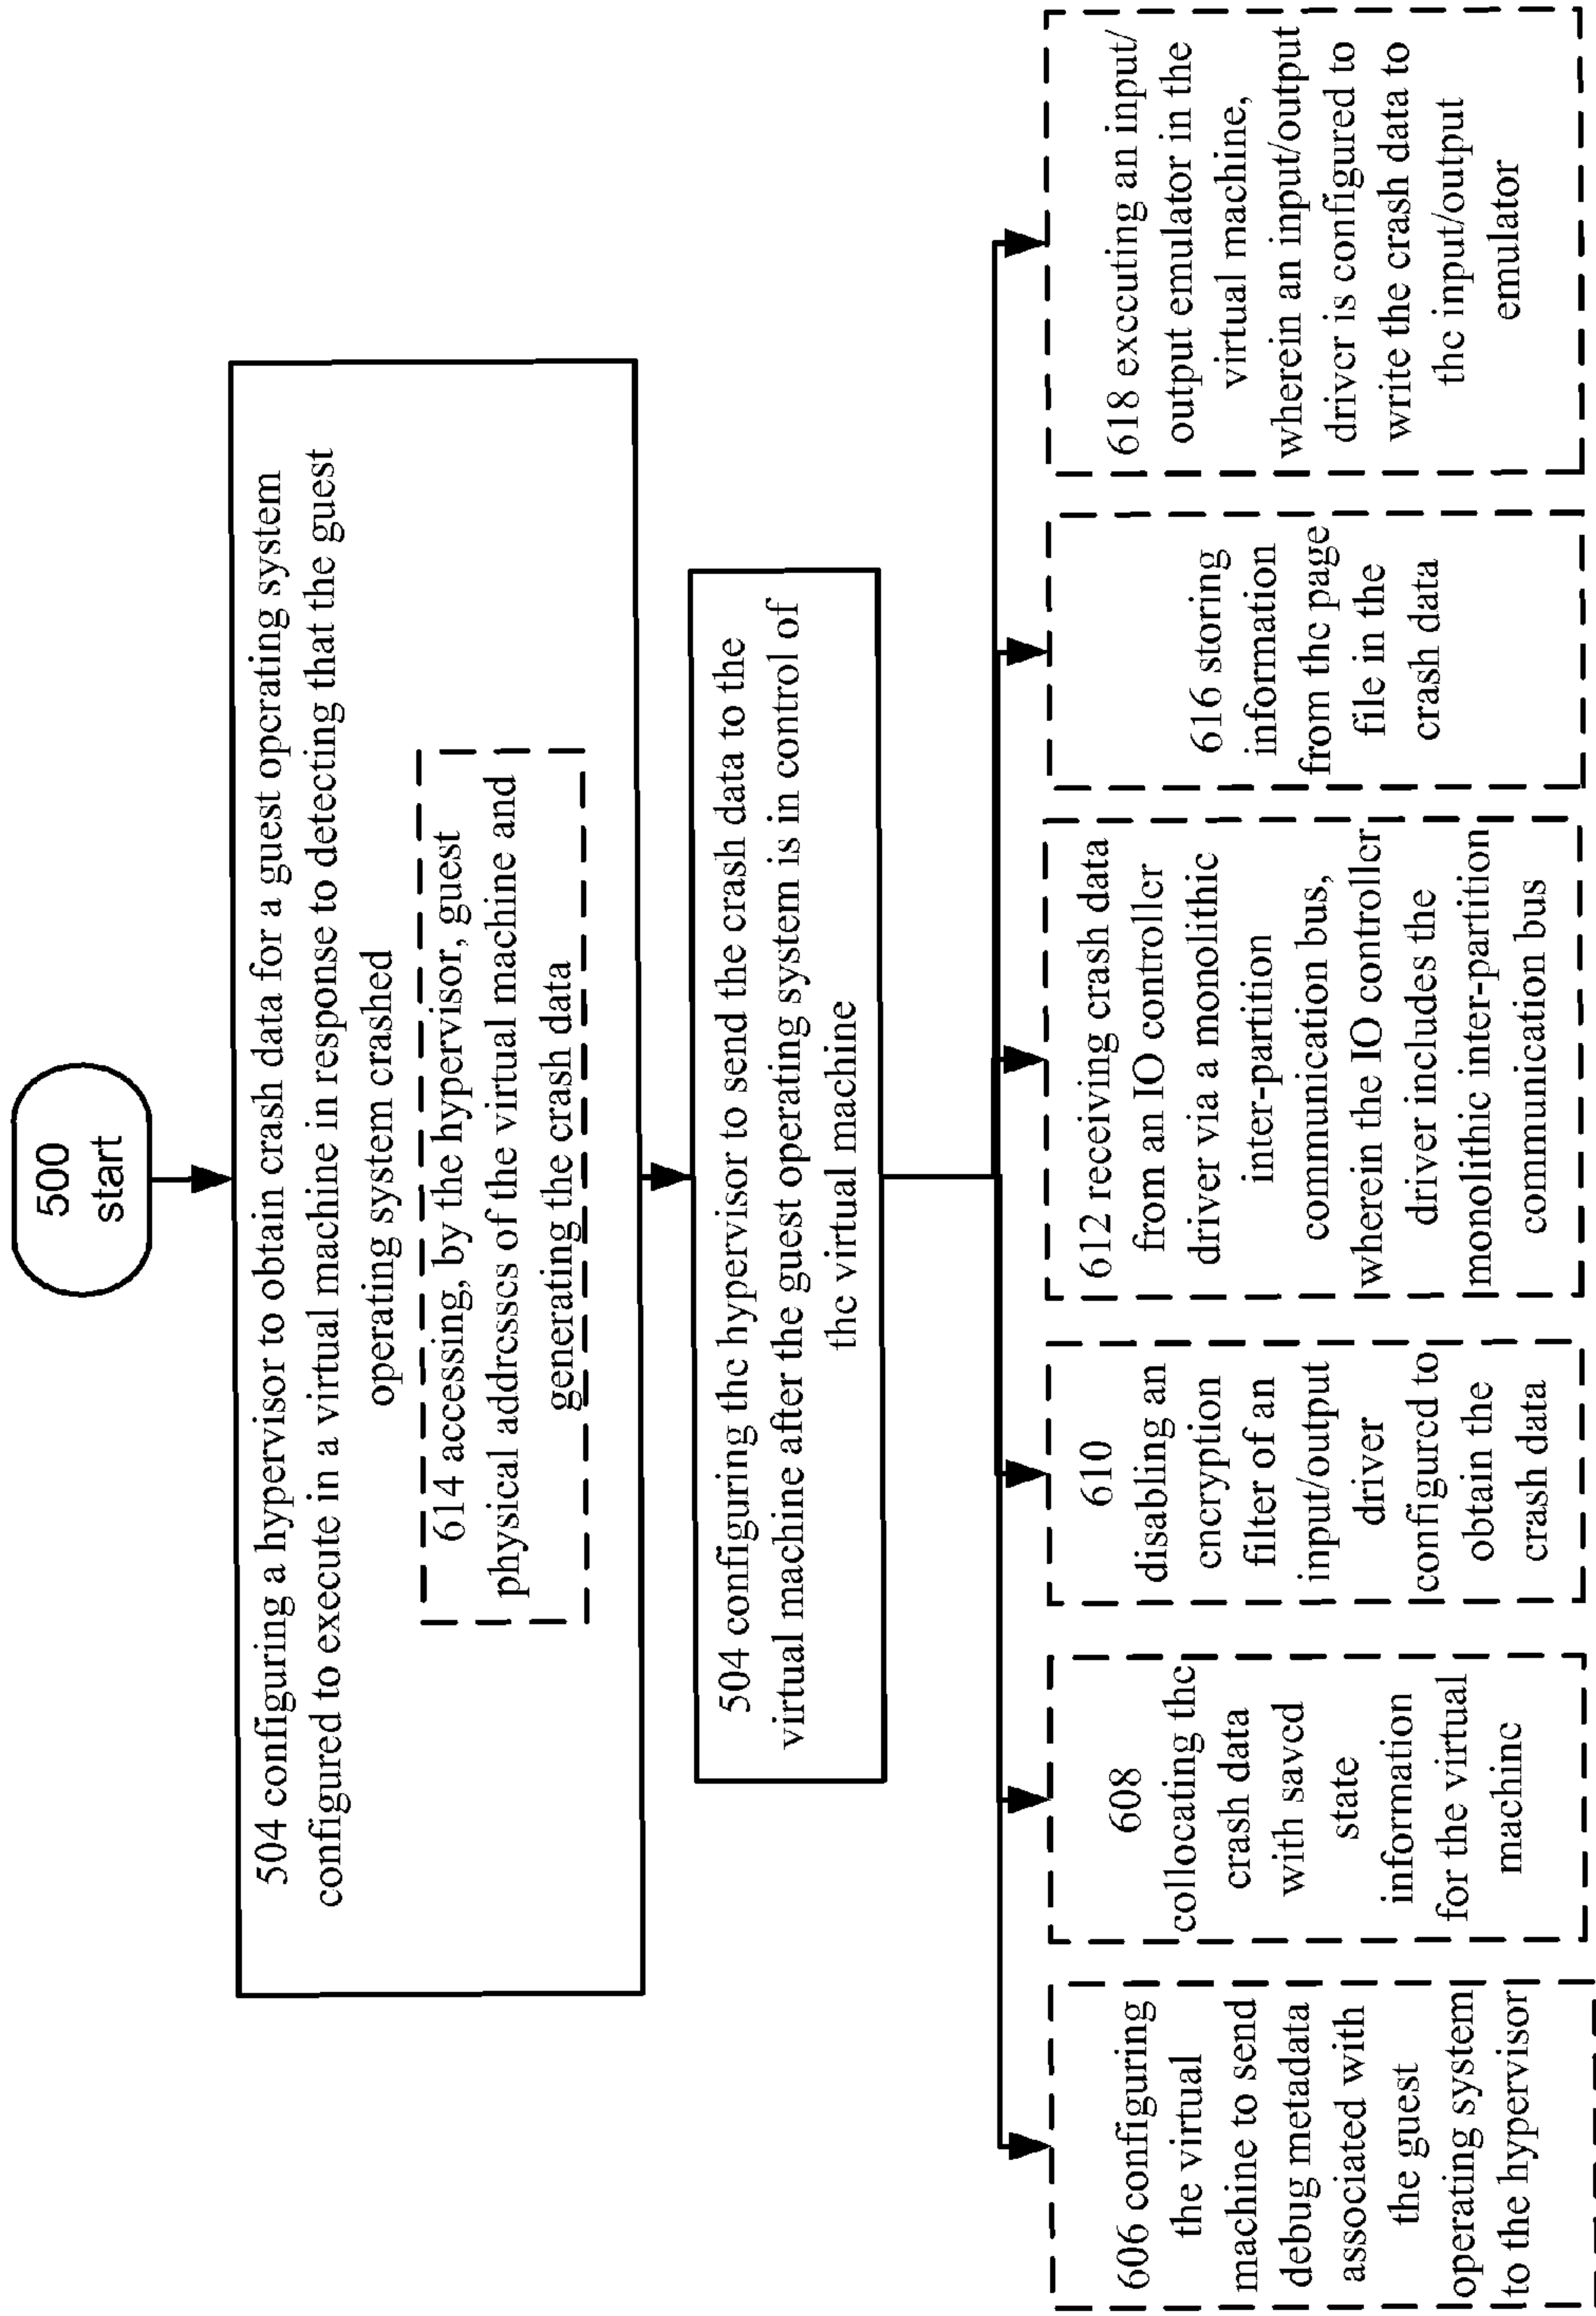 500
start
504 configuring a hypervisor to obtain crash data for a guest operating system
configured to execute in a virtual machine in response to detecting that the guest
operating system crashed
614 accessing, by the hypervisor, guest
physical addresses of the virtual machine and
generating the crash data
504 configuring the hypervisor to send the crash data to the
virtual machine after the guest operating system is in control of
the virtual machine
606 configuring
the virtual
machine to send
debug metadata
associated with
the guest
operating system
to the hypervisor
608
collocating the
crash data
with saved
state
information
for the virtual
machine
610
disabling an
encryption
filter of an
input/output
driver
configured to
obtain the
crash data
612 receiving crash data
from an IO controller
driver via a monolithic
inter-partition
communication bus,
wherein the IO controller
driver includes the
monolithic inter-partition
communication bus
616 storing
information
from the page
file in the
crash data
618 executing an input/
output emulator in the
virtual machine,
wherein an input/output
driver is configured to
write the crash data to
the input/output
emulator